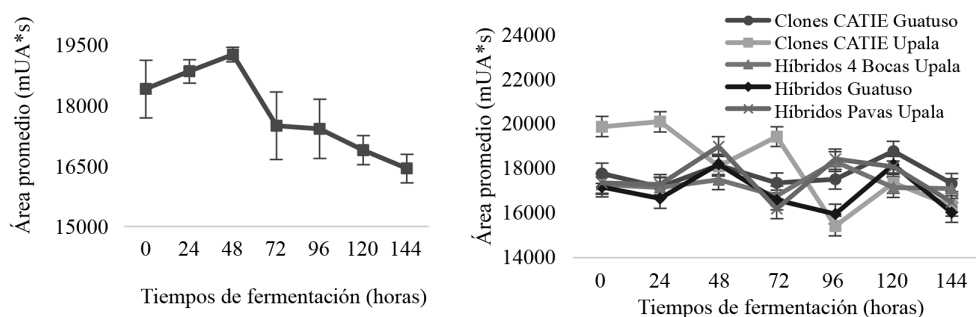 Área promedio (mUA*s)
19500
18000
16500
15000
0 24 48 72 96 120 144
Tiempos de fermentación (horas)
Clones CATIE Guatuso
Clones CATIE Upala
Híbridos 4 Bocas Upala
Híbridos Guatuso
Híbridos Pavas Upala
Área promedio (mUA*s)
24000
22000
20000
18000
16000
14000
0 24 48 72 96 120 144
Tiempos de fermentación (horas)